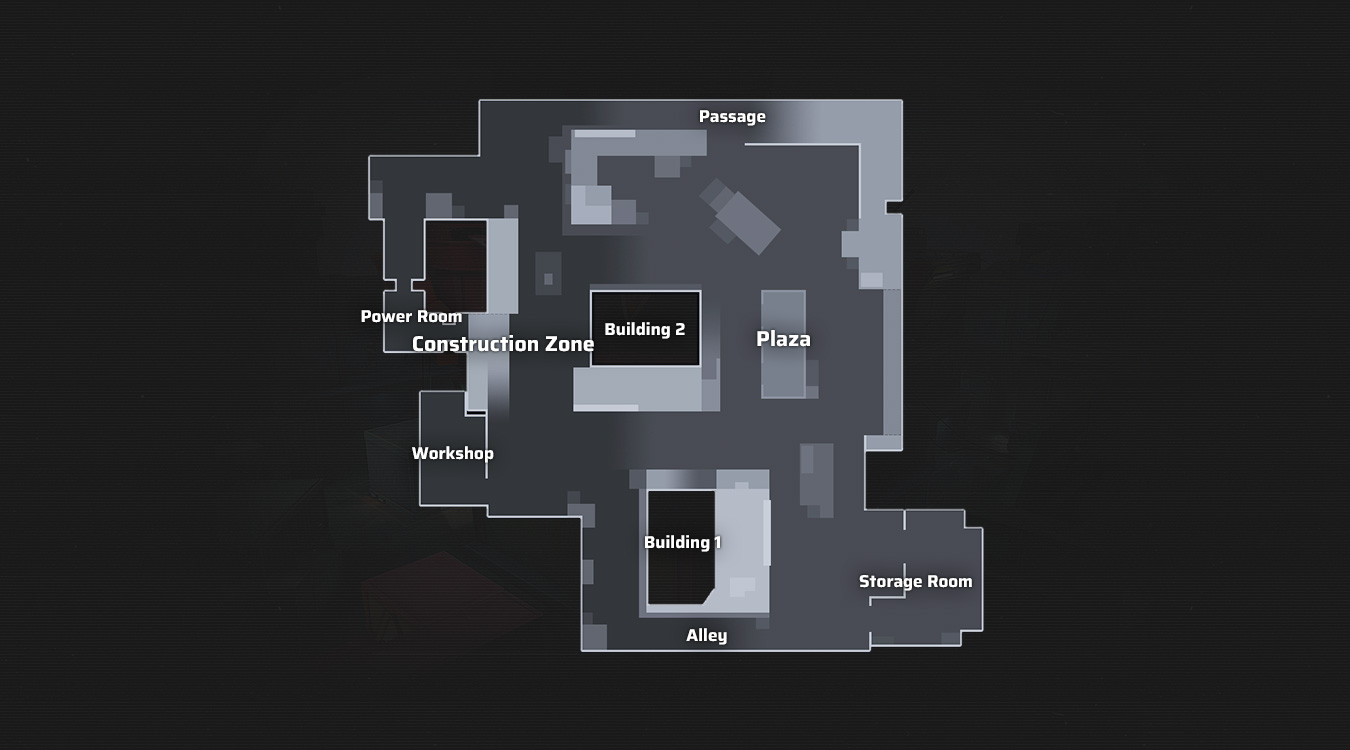 Passage
Power Room
Construction Zone
Building 2
Plaza
Workshop
Building 1
Storage Room
Alley